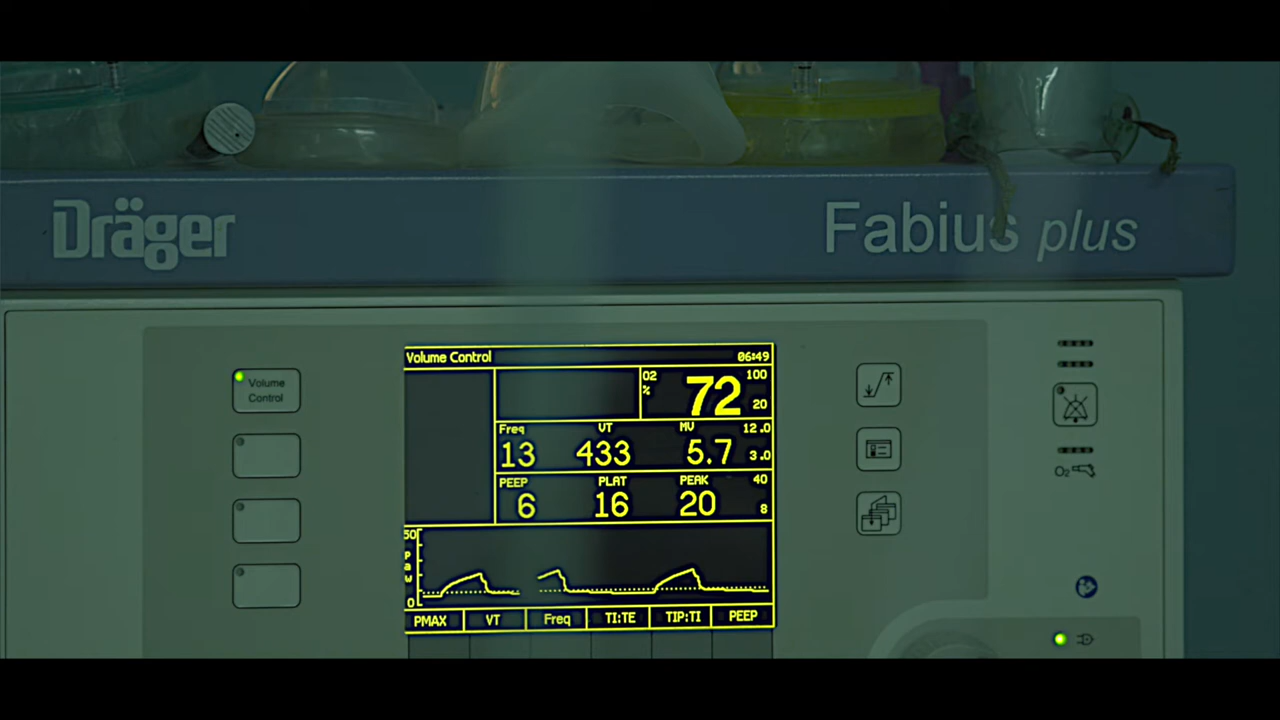 Dräger
Fabius plus
Volume Control
Volume Control 06:49
O2 % 72 100 20
Freq VT MV 12.0
13 433 5.7 3.0
PEEP PLAT PEAK 40
6 16 20 8
50
Paw
0
PMAX VT Freq TI:TE TIP:TI PEEP
O2